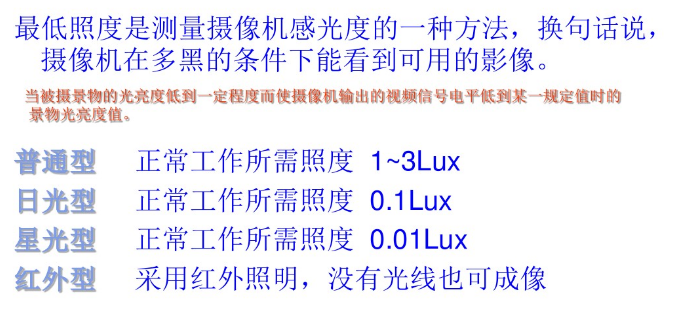 最低照度是测量摄像机感光度的一种方法，换句话说，
摄像机在多黑的条件下能看到可用的影像。
当被摄景物的光亮度低到一定程度而使摄像机输出的视频信号电平低到某一规定值时的
景物光亮度值。
普通型 正常工作所需照度 1~3Lux
日光型 正常工作所需照度 0.1Lux
星光型 正常工作所需照度 0.01Lux
红外型 采用红外照明，没有光线也可成像